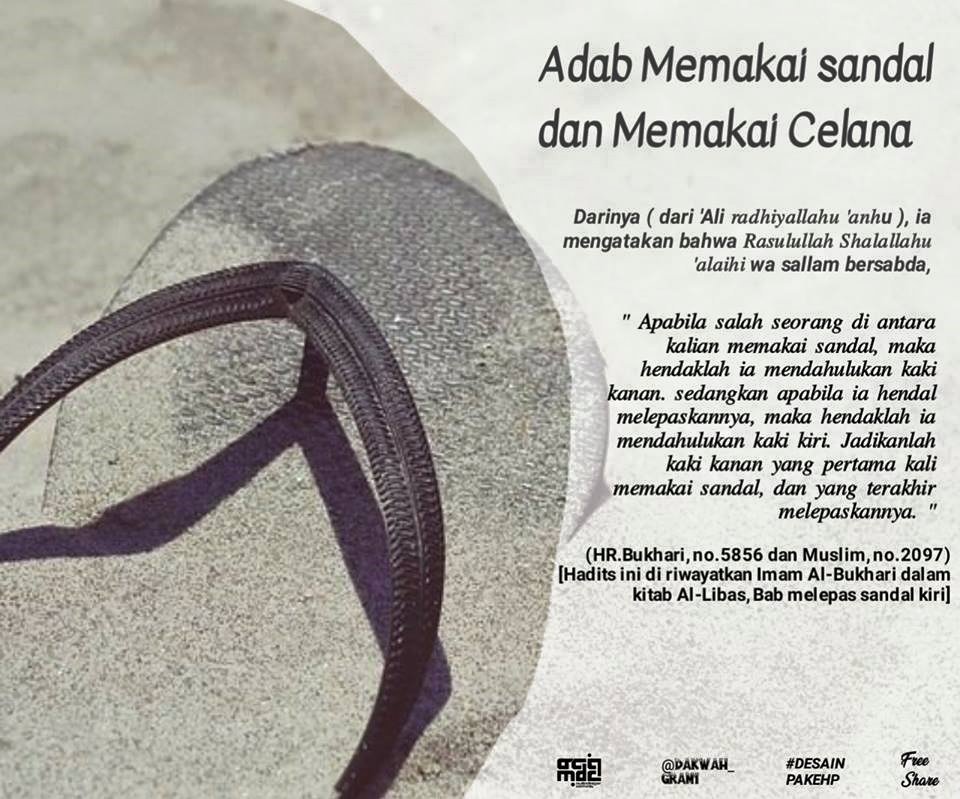 Adab Memakai sandal
dan Memakai Celana
Darinya ( dari 'Ali radhiyallahu 'anhu ), ia
mengatakan bahwa Rasulullah Shalallahu
'alaihi wa sallam bersabda,
" Apabila salah seorang di antara
kalian memakai sandal, maka
hendaklah ia mendahulukan kaki
kanan. sedangkan apabila ia hendal
melepaskannya, maka hendaklah ia
mendahulukan kaki kiri. Jadikanlah
kaki kanan yang pertama kali
memakai sandal, dan yang terakhir
melepaskannya. "
(HR.Bukhari, no.5856 dan Muslim, no.2097)
[Hadits ini di riwayatkan Imam Al-Bukhari dalam
kitab Al-Libas, Bab melepas sandal kiri]
@DAKWAH_
GRAM1
#DESAIN
PAKEHP
Free
Share